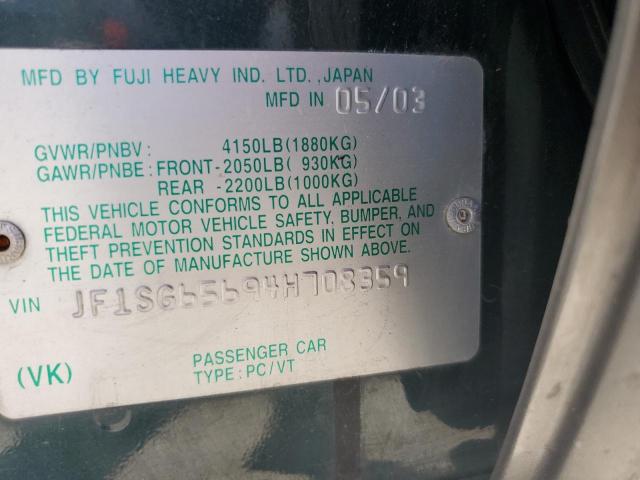 MFD BY FUJI HEAVY IND. LTD., JAPAN
MFD IN 05/03
GVWR/PNBV: 4150LB(1880KG)
GAWR/PNBE: FRONT-2050LB( 930KG)
REAR -2200LB(1000KG)
THIS VEHICLE CONFORMS TO ALL APPLICABLE
FEDERAL MOTOR VEHICLE SAFETY, BUMPER, AND
THEFT PREVENTION STANDARDS IN EFFECT ON
THE DATE OF MANUFACTURE SHOWN ABOVE.
VIN JF1SG65694H708359
PASSENGER CAR
(VK) TYPE:PC/VT